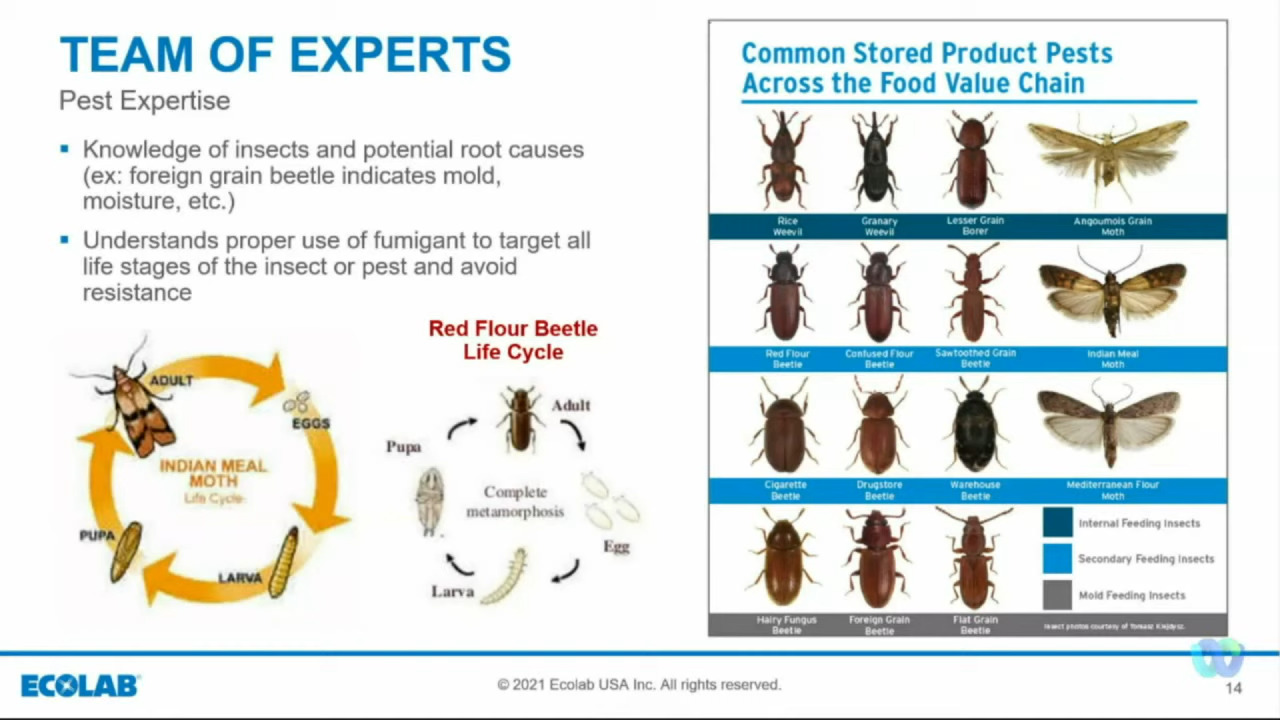 TEAM OF EXPERTS
Pest Expertise
Knowledge of insects and potential root causes
(ex: foreign grain beetle indicates mold,
moisture, etc.)
Understands proper use of fumigant to target all
life stages of the insect or pest and avoid
resistance
ADULT
EGGS
INDIAN MEAL
MOTH
Life Cycle
PUPA
LARVA
Red Flour Beetle
Life Cycle
Adult
Pupa
Complete
metamorphosis
Egg
Larva
Common Stored Product Pests
Across the Food Value Chain
Rice
Weevil
Granary
Weevil
Lesser Grain
Borer
Angoumois Grain
Moth
Red Flour
Beetle
Confused Flour
Beetle
Sawtoothed Grain
Beetle
Indian Meal
Moth
Cigarette
Beetle
Drugstore
Beetle
Warehouse
Beetle
Mediterranean Flour
Moth
Internal Feeding Insects
Secondary Feeding Insects
Mold Feeding Insects
Hairy Fungus
Beetle
Foreign Grain
Beetle
Flat Grain
Beetle
Insect photos courtesy of Tomasz Klejdysz.
ECOLAB®
© 2021 Ecolab USA Inc. All rights reserved.
14